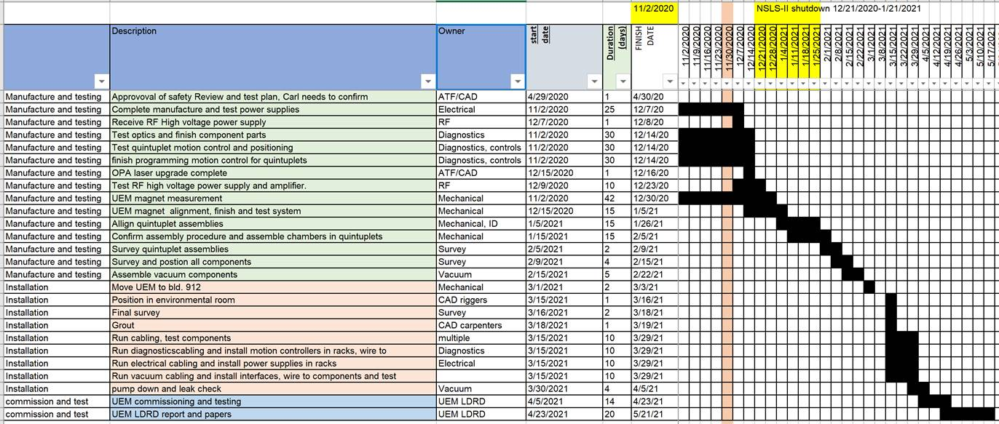 11/2/2020 NSLS-II shutdown 12/21/2020-1/21/2021
Description Owner start date Duration (days) FINISH DATE 11/2/2020 11/9/2020 11/16/2020 11/23/2020 11/30/2020 12/7/2020 12/14/2020 12/21/2020 12/28/2020 1/4/2021 1/11/2021 1/18/2021 1/25/2021 2/1/2021 2/8/2021 2/15/2021 2/22/2021 3/1/2021 3/8/2021 3/15/2021 3/22/2021 3/29/2021 4/5/2021 4/12/2021 4/19/2021 4/26/2021 5/3/2021 5/10/2021 5/17/2021
Manufacture and testing Approvoval of safety Review and test plan, Carl needs to confirm ATF/CAD 4/29/2020 1 4/30/20
Manufacture and testing Complete manufacture and test power supplies Electrical 11/2/2020 25 12/7/20
Manufacture and testing Receive RF High voltage power supply RF 12/7/2020 1 12/8/20
Manufacture and testing Test optics and finish component parts Diagnostics 11/2/2020 30 12/14/20
Manufacture and testing Test quintuplet motion control and positioning Diagnostics, controls 11/2/2020 30 12/14/20
Manufacture and testing finish programming motion control for quintuplets Diagnostics, controls 11/2/2020 30 12/14/20
Manufacture and testing OPA laser upgrade complete ATF/CAD 12/15/2020 1 12/16/20
Manufacture and testing Test RF high voltage power supply and amplifier. RF 12/9/2020 10 12/23/20
Manufacture and testing UEM magnet measurement Mechanical 11/2/2020 42 12/30/20
Manufacture and testing UEM magnet alignment, finish and test system Mechanical 12/15/2020 15 1/5/21
Manufacture and testing Allign quintuplet assemblies Mechanical, ID 1/5/2021 15 1/26/21
Manufacture and testing Confirm assembly procedure and assemble chambers in quintuplets Mechanical 1/15/2021 15 2/5/21
Manufacture and testing Survey quintuplet assemblies Survey 2/5/2021 2 2/9/21
Manufacture and testing Survey and postion all components Survey 2/9/2021 4 2/15/21
Manufacture and testing Assemble vacuum components Vacuum 2/15/2021 5 2/22/21
Installation Move UEM to bld. 912 Mechanical 3/1/2021 2 3/3/21
Installation Position in environmental room CAD riggers 3/15/2021 1 3/16/21
Installation Final survey Survey 3/16/2021 2 3/18/21
Installation Grout CAD carpenters 3/18/2021 1 3/19/21
Installation Run cabling, test components multiple 3/15/2021 10 3/29/21
Installation Run diagnosticscabling and install motion controllers in racks, wire to Diagnostics 3/15/2021 10 3/29/21
Installation Run electrical cabling and install power supplies in racks Electrical 3/15/2021 10 3/29/21
Installation Run vacuum cabling and install interfaces, wire to components and test 3/15/2021 10 3/29/21
Installation pump down and leak check Vacuum 3/30/2021 4 4/5/21
commission and test UEM commissioning and testing UEM LDRD 4/5/2021 14 4/23/21
commission and test UEM LDRD report and papers UEM LDRD 4/23/2021 20 5/21/21